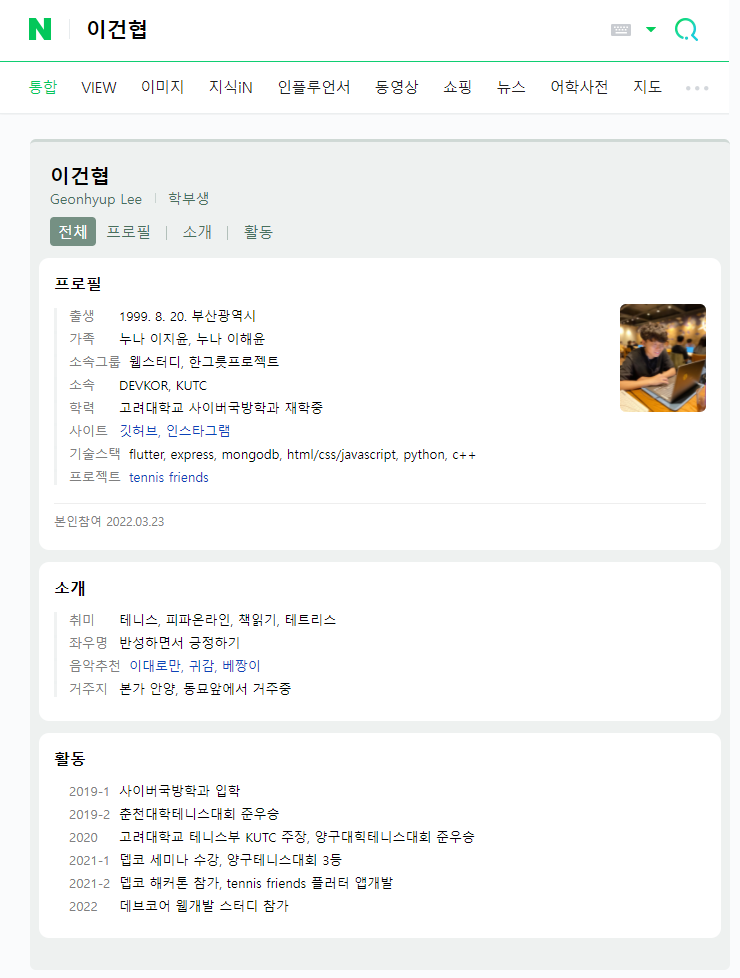 N 이건협
통합 VIEW 이미지 지식iN 인플루언서 동영상 쇼핑 뉴스 어학사전 지도
이건협
Geonhyup Lee 학부생
전체 프로필 | 소개 | 활동
프로필
출생 1999. 8. 20. 부산광역시
가족 누나 이지윤, 누나 이해윤
소속그룹 웹스터디, 한그릇프로젝트
소속 DEVKOR, KUTC
학력 고려대학교 사이버국방학과 재학중
사이트 깃허브, 인스타그램
기술스택 flutter, express, mongodb, html/css/javascript, python, c++
프로젝트 tennis friends
본인참여 2022.03.23
소개
취미 테니스, 피파온라인, 책읽기, 테트리스
좌우명 반성하면서 긍정하기
음악추천 이대로만, 귀감, 베짱이
거주지 본가 안양, 동묘앞에서 거주중
활동
2019-1 사이버국방학과 입학
2019-2 춘천대학테니스대회 준우승
2020 고려대학교 테니스부 KUTC 주장, 양구대학테니스대회 준우승
2021-1 뎁코 세미나 수강, 양구테니스대회 3등
2021-2 뎁코 해커톤 참가, tennis friends 플러터 앱개발
2022 데브코어 웹개발 스터디 참가